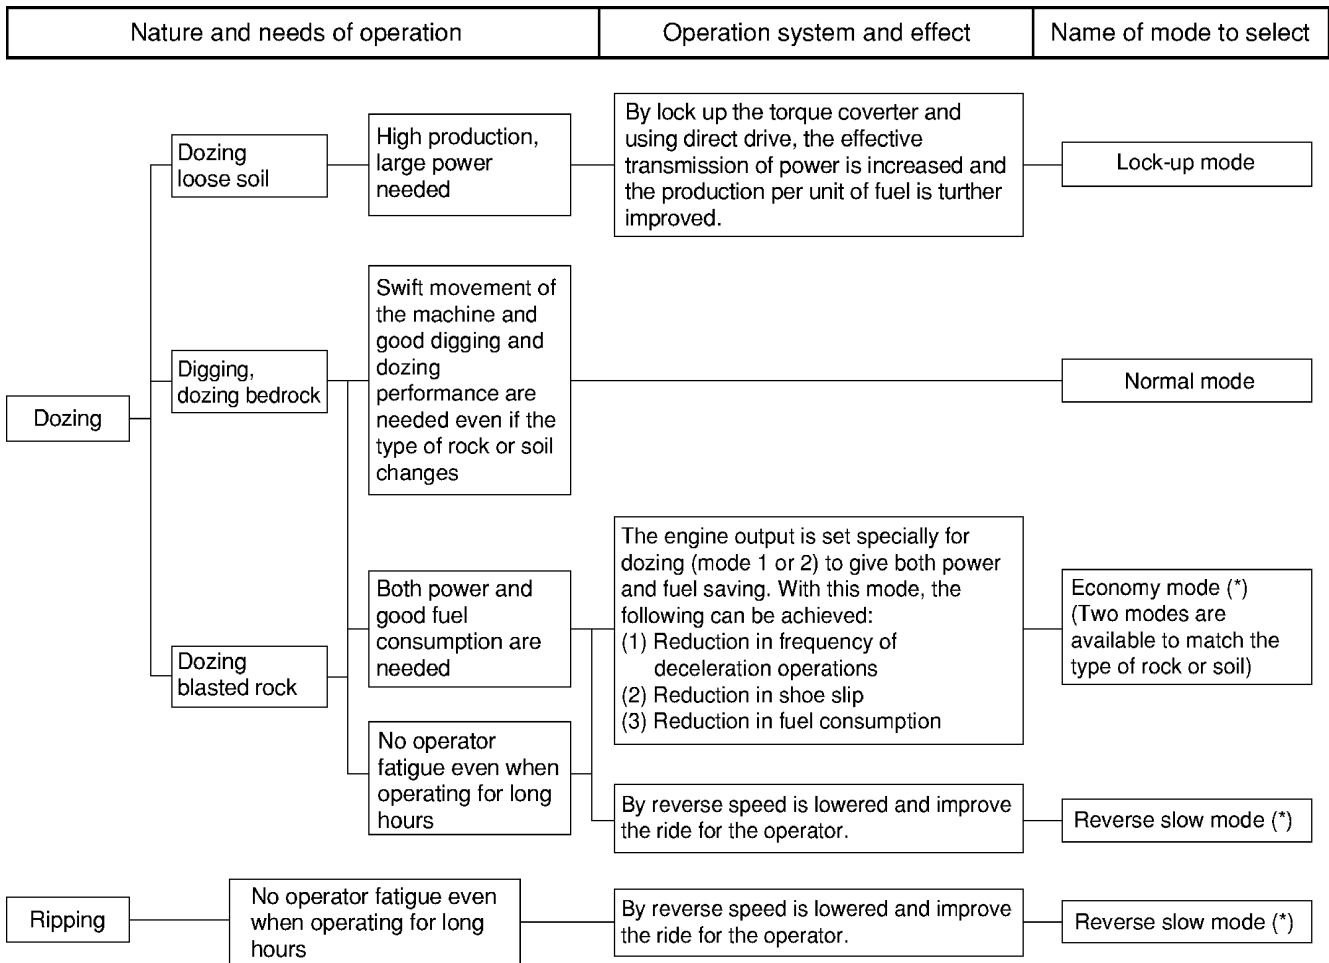 Nature and needs of operation
Operation system and effect
Name of mode to select
Dozing
Dozing
loose soil
High production,
large power
needed
By lock up the torque coverter and
using direct drive, the effective
transmission of power is increased and
the production per unit of fuel is turther
improved.
Lock-up mode
Digging,
dozing bedrock
Swift movement of
the machine and
good digging and
dozing
performance are
needed even if the
type of rock or soil
changes
Normal mode
Dozing
blasted rock
Both power and
good fuel
consumption are
needed
The engine output is set specially for
dozing (mode 1 or 2) to give both power
and fuel saving. With this mode, the
following can be achieved:
(1) Reduction in frequency of
deceleration operations
(2) Reduction in shoe slip
(3) Reduction in fuel consumption
Economy mode (*)
(Two modes are
available to match the
type of rock or soil)
No operator
fatigue even when
operating for long
hours
By reverse speed is lowered and improve
the ride for the operator.
Reverse slow mode (*)
Ripping
No operator fatigue even
when operating for long
hours
By reverse speed is lowered and improve
the ride for the operator.
Reverse slow mode (*)